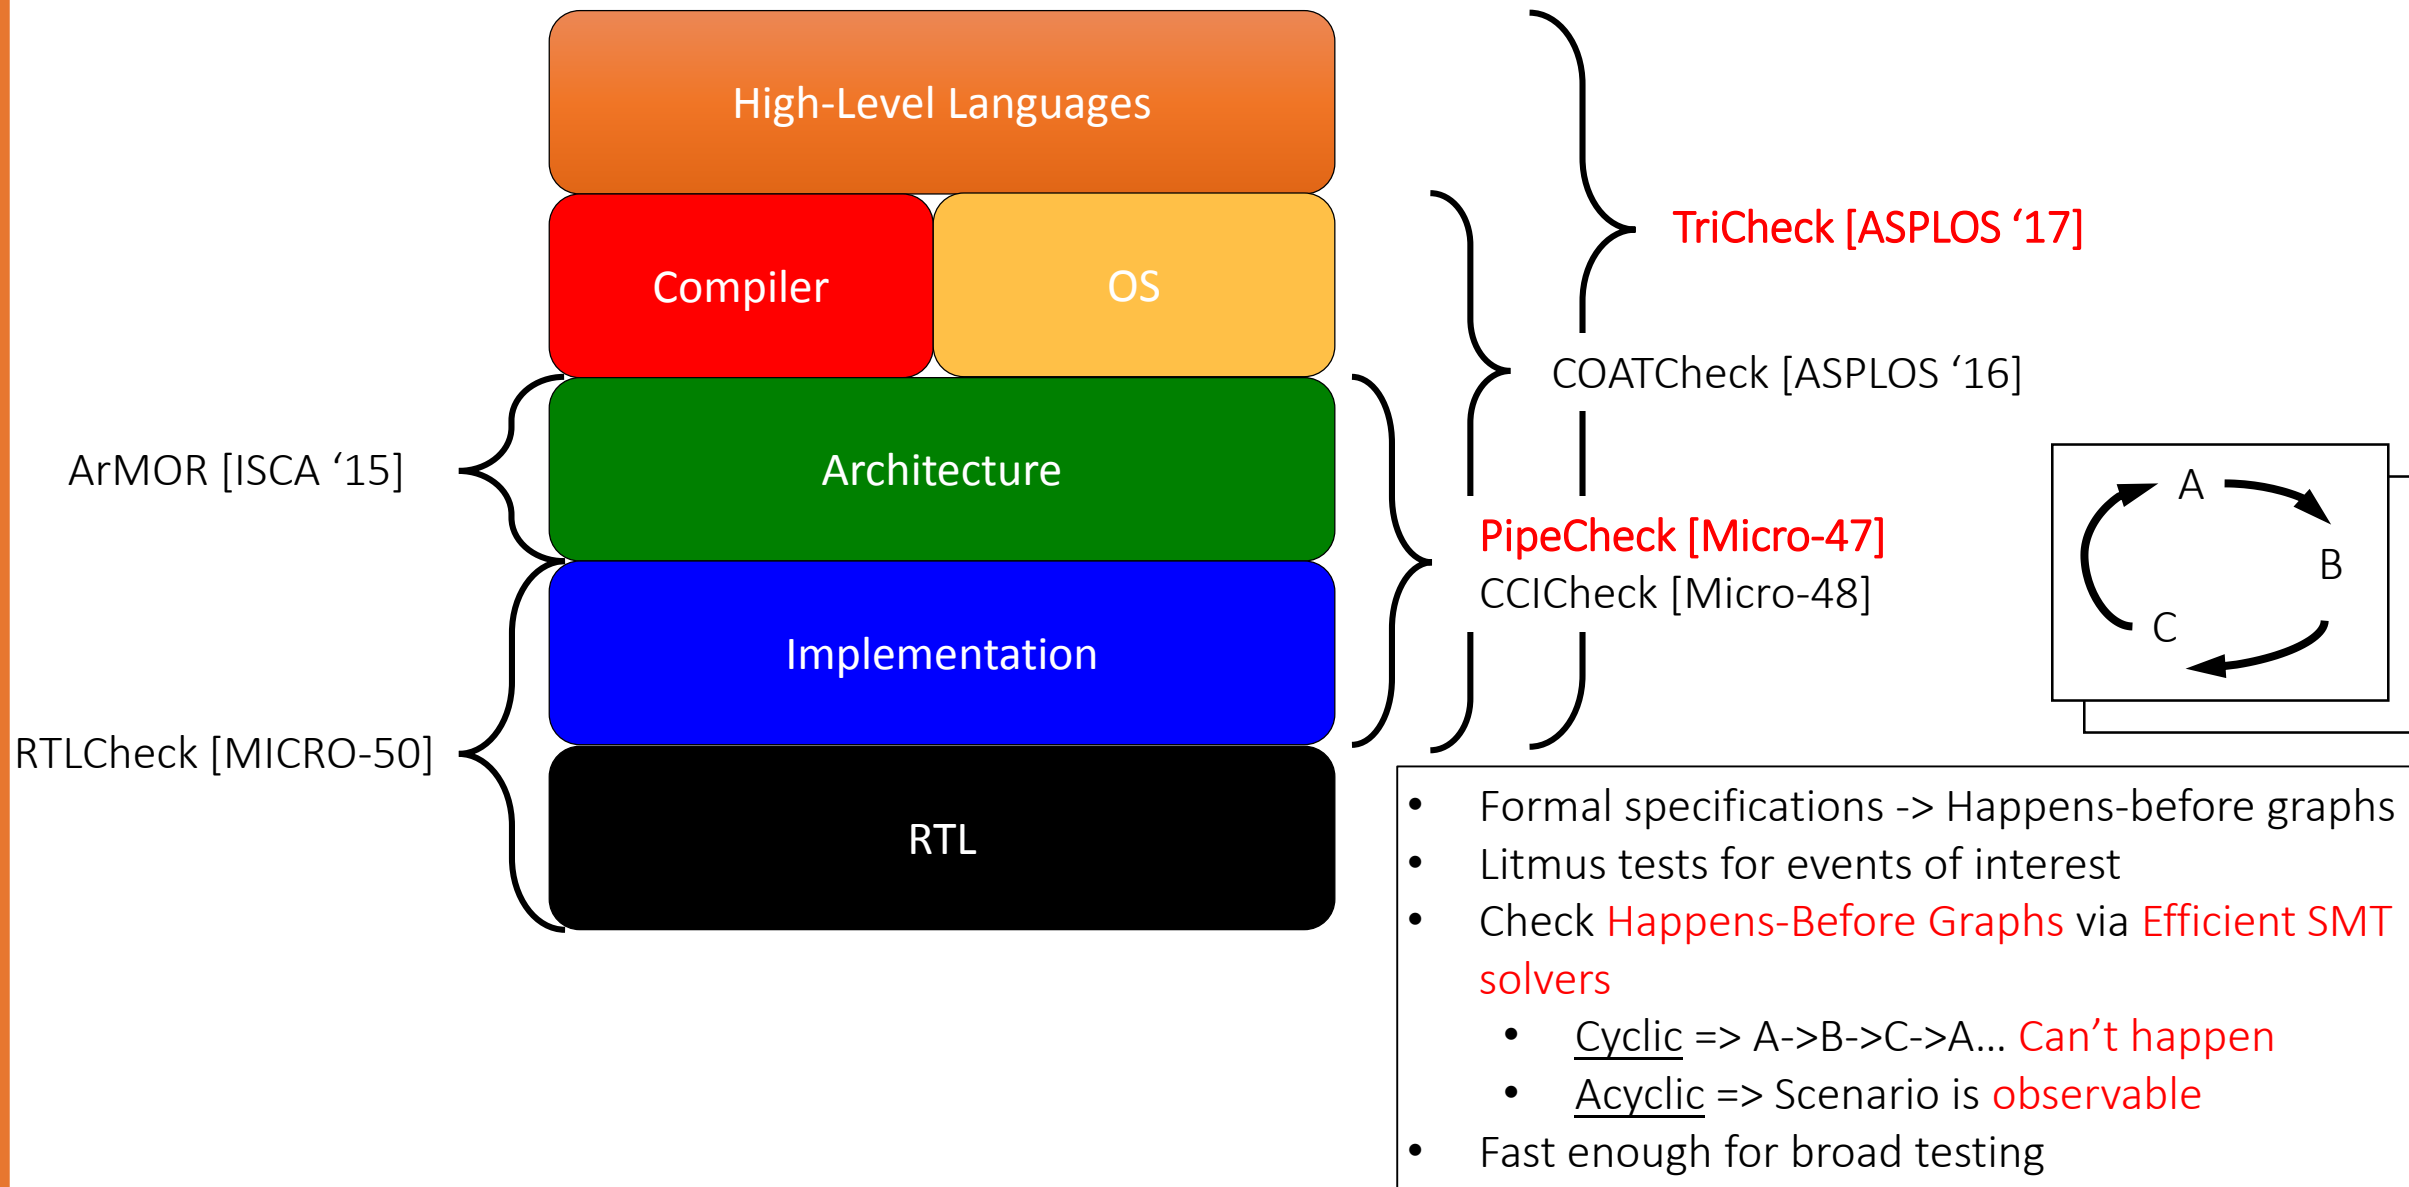 High-Level Languages
TriCheck [ASPLOS ‘17]
Compiler
OS
COATCheck [ASPLOS ‘16]
ArMOR [ISCA ‘15]
Architecture
PipeCheck [Micro-47]
CCICheck [Micro-48]
A
B
C
Implementation
RTLCheck [MICRO-50]
RTL
• Formal specifications -> Happens-before graphs
• Litmus tests for events of interest
• Check Happens-Before Graphs via Efficient SMT
solvers
• Cyclic => A->B->C->A... Can’t happen
• Acyclic => Scenario is observable
• Fast enough for broad testing